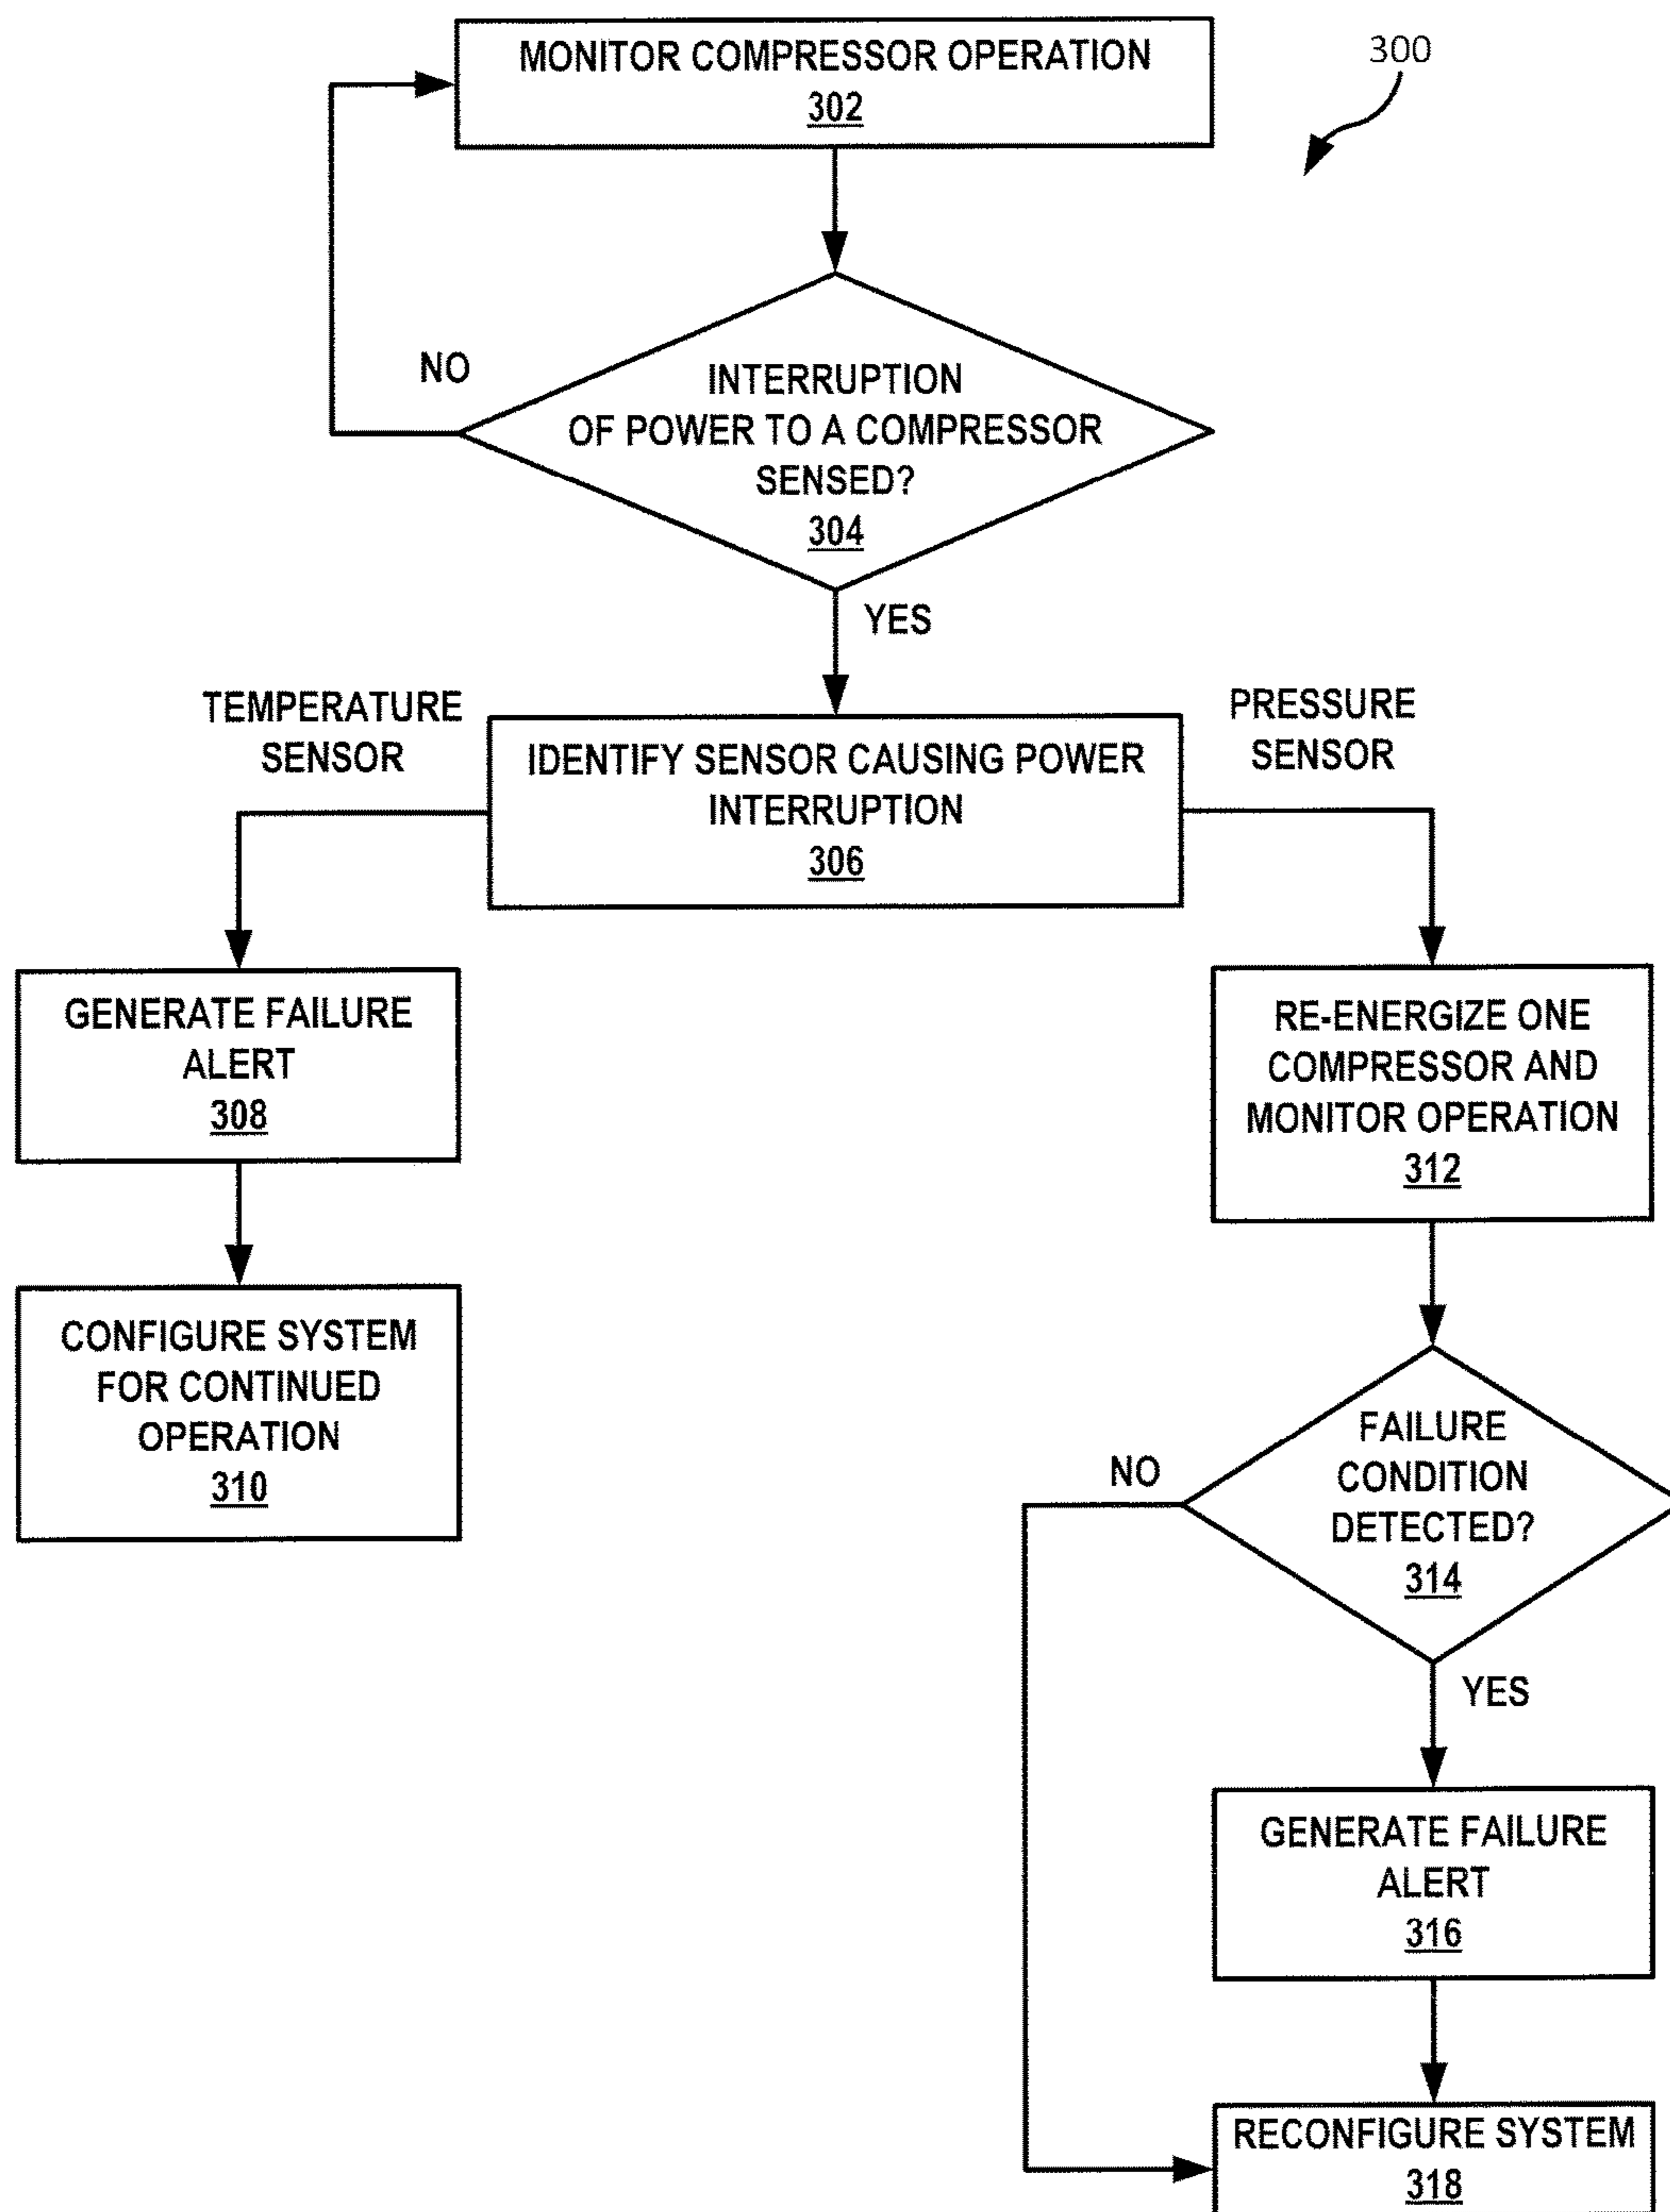 MONITOR COMPRESSOR OPERATION
302
300
NO
INTERRUPTION
OF POWER TO A COMPRESSOR
SENSED?
304
YES
TEMPERATURE
SENSOR
IDENTIFY SENSOR CAUSING POWER
INTERRUPTION
306
PRESSURE
SENSOR
GENERATE FAILURE
ALERT
308
CONFIGURE SYSTEM
FOR CONTINUED
OPERATION
310
RE-ENERGIZE ONE
COMPRESSOR AND
MONITOR OPERATION
312
NO
FAILURE
CONDITION
DETECTED?
314
YES
GENERATE FAILURE
ALERT
316
RECONFIGURE SYSTEM
318